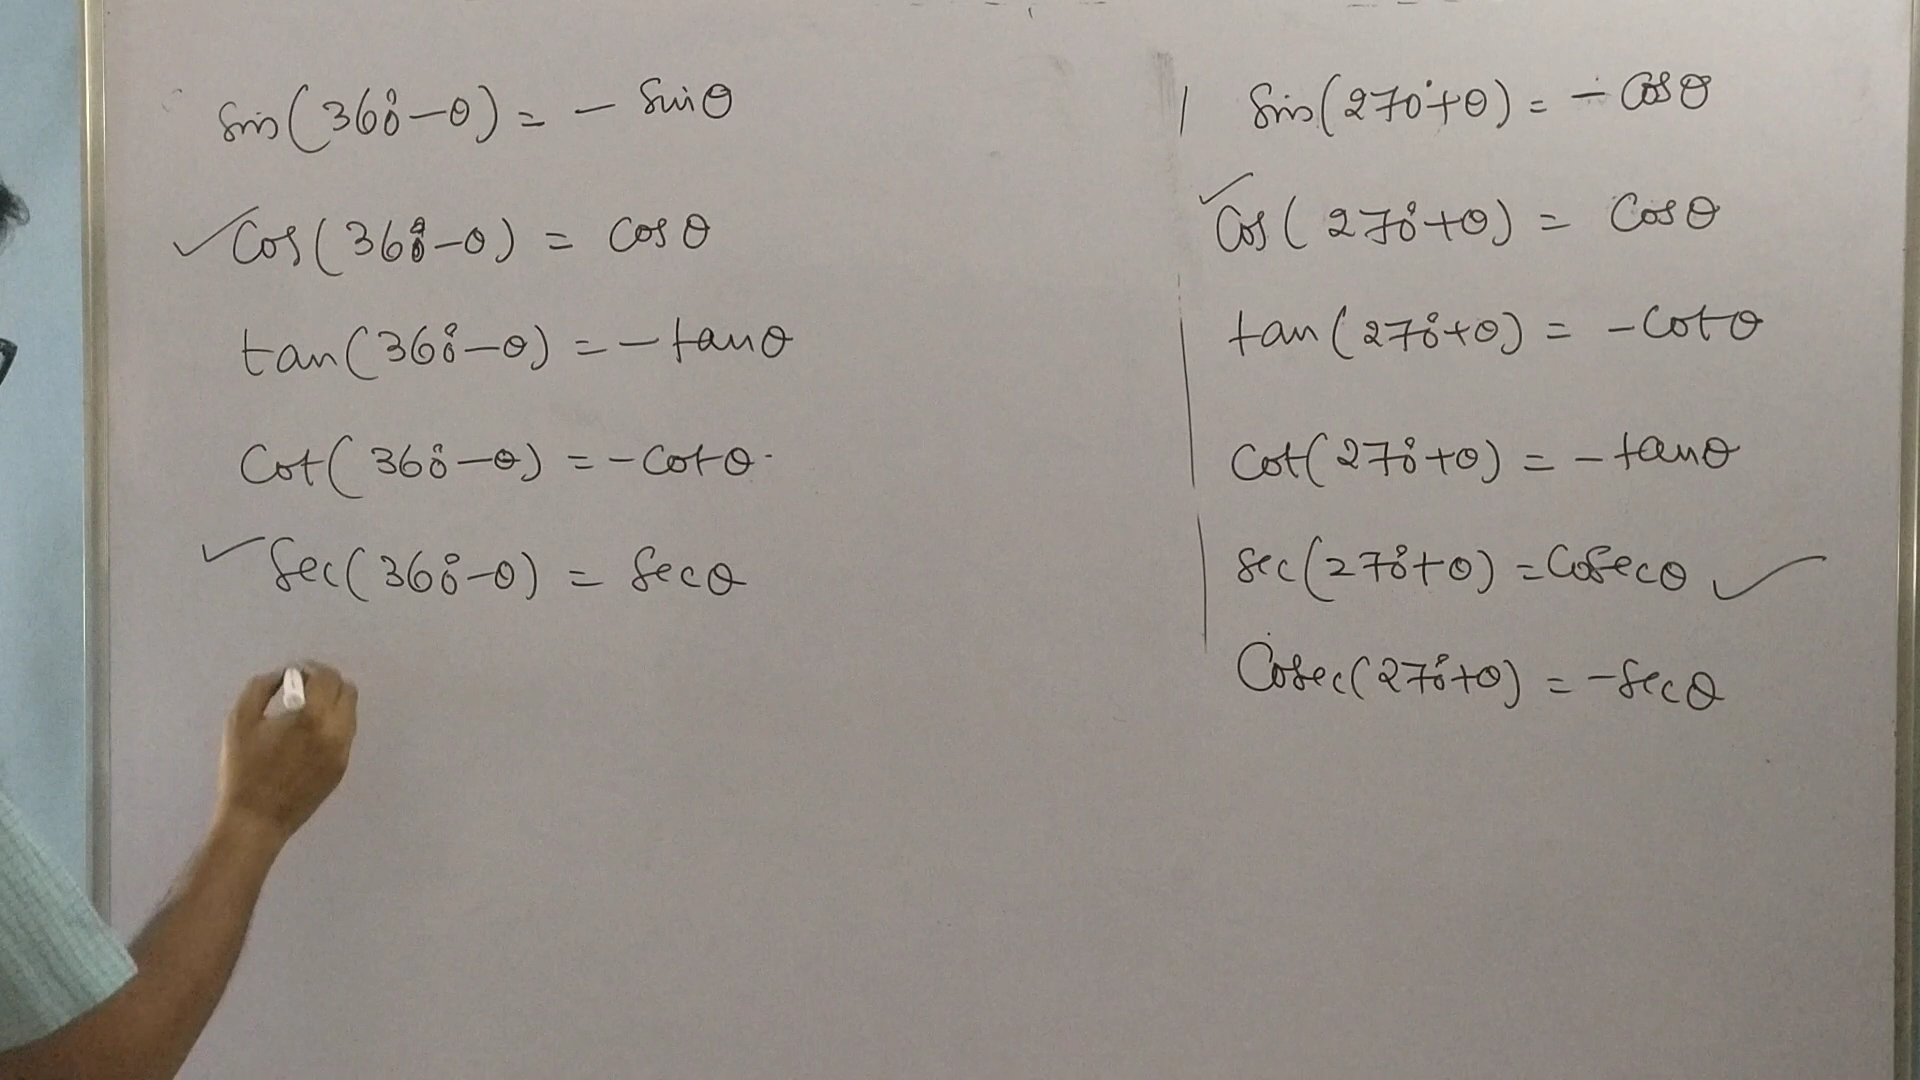 Sin(360°-θ) = - Sinθ
Cos(360°-θ) = cosθ
tan(360°-θ) = - tanθ
Cot(360°-θ) = - cotθ
Sec(360°-θ) = Secθ
Sin(270°+θ) = - cosθ
Cos(270°+θ) = Cosθ
tan(270°+θ) = - Cotθ
Cot(270°+θ) = - tanθ
Sec(270°+θ) = Cosecθ
Cosec(270°+θ) = - Secθ